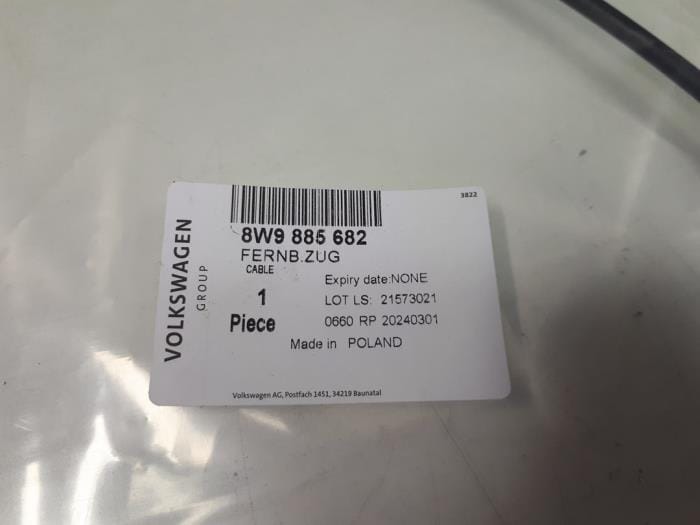 3822
VOLKSWAGEN
GROUP
8W9 885 682
FERNB.ZUG
CABLE
1
Piece
Expiry date:NONE
LOT LS: 21573021
0660 RP 20240301
Made in POLAND
Volkswagen AG, Postfach 1451, 34219 Baunatal